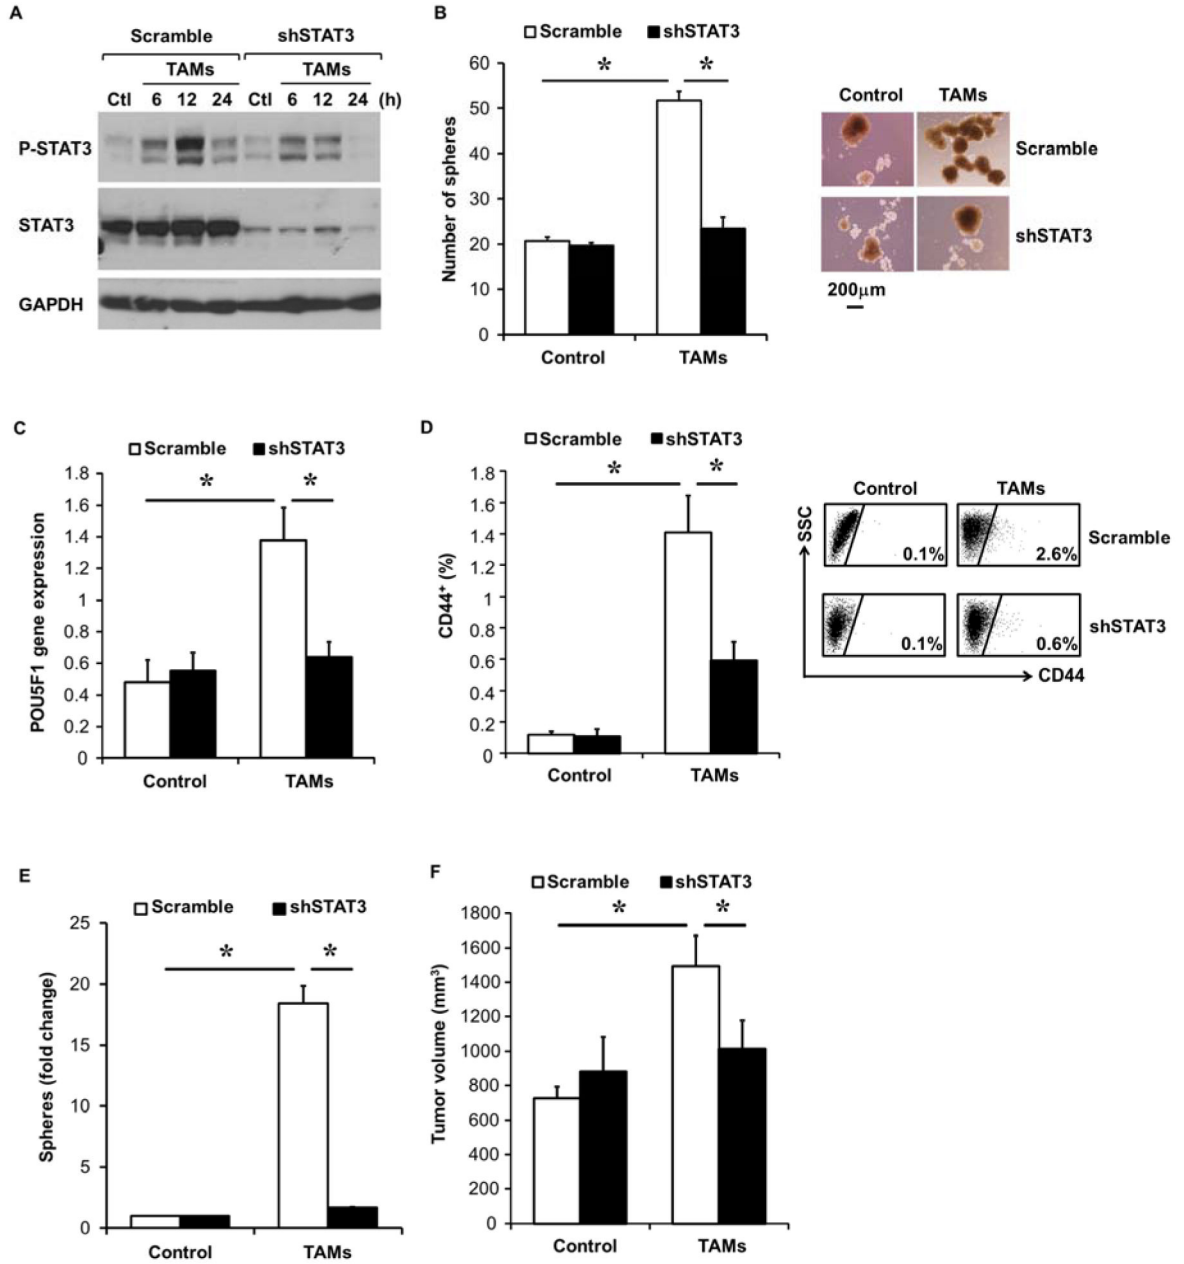 A
Scramble shSTAT3
TAMs TAMs
Ctl 6 12 24 Ctl 6 12 24 (h)
P-STAT3
STAT3
GAPDH
B
Scramble shSTAT3
Number of spheres
60
50
40
30
20
10
0
* *
Control TAMs
Control TAMs
Scramble
shSTAT3
200μm
C
Scramble shSTAT3
POU5F1 gene expression
1.8
1.6
1.4
1.2
1
0.8
0.6
0.4
0.2
0
* *
Control TAMs
D
Scramble shSTAT3
CD44⁺ (%)
1.8
1.6
1.4
1.2
1
0.8
0.6
0.4
0.2
0
* *
Control TAMs
Control TAMs
SSC
0.1% 2.6% Scramble
0.1% 0.6% shSTAT3
CD44
E
Scramble shSTAT3
Spheres (fold change)
25
20
15
10
5
0
* *
Control TAMs
F
Scramble shSTAT3
Tumor volume (mm³)
1800
1600
1400
1200
1000
800
600
400
200
0
* *
Control TAMs